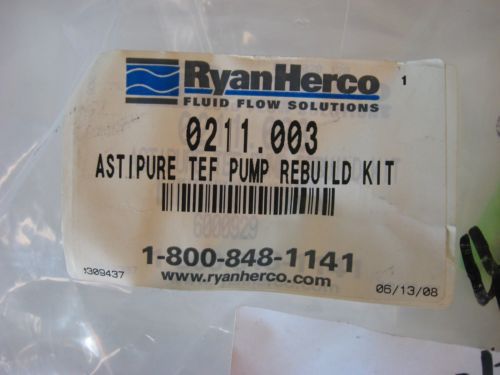 RyanHerco
FLUID FLOW SOLUTIONS
1
0211.003
ASTIPURE TEF PUMP REBUILD KIT
1-800-848-1141
www.ryanherco.com
1309437
06/13/08